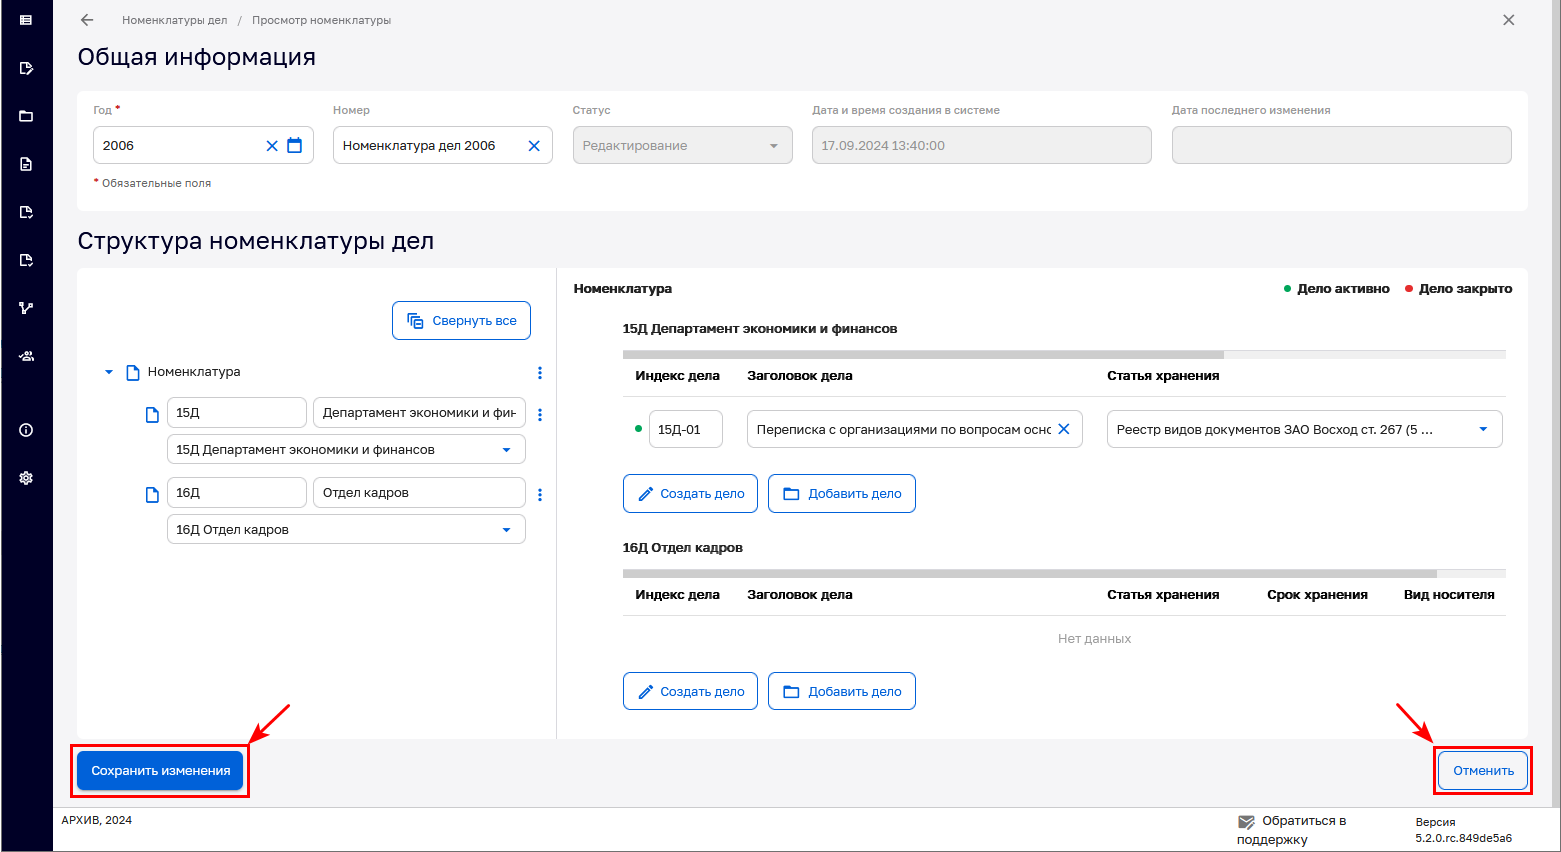 Номенклатуры дел / Просмотр номенклатуры
Общая информация
Год *
Номер
Статус
Дата и время создания в системе
Дата последнего изменения
2006
Номенклатура дел 2006
Редактирование
17.09.2024 13:40:00
* Обязательные поля
Структура номенклатуры дел
Свернуть все
Номенклатура
15Д
Департамент экономики и фин
15Д Департамент экономики и финансов
16Д
Отдел кадров
16Д Отдел кадров
Номенклатура
Дело активно
Дело закрыто
15Д Департамент экономики и финансов
Индекс дела
Заголовок дела
Статья хранения
15Д-01
Переписка с организациями по вопросам осно
Реестр видов документов ЗАО Восход ст. 267 (5 ...
Создать дело
Добавить дело
16Д Отдел кадров
Индекс дела
Заголовок дела
Статья хранения
Срок хранения
Вид носителя
Нет данных
Создать дело
Добавить дело
Сохранить изменения
Отменить
АРХИВ, 2024
Обратиться в
поддержку
Версия
5.2.0.rc.849de5a6